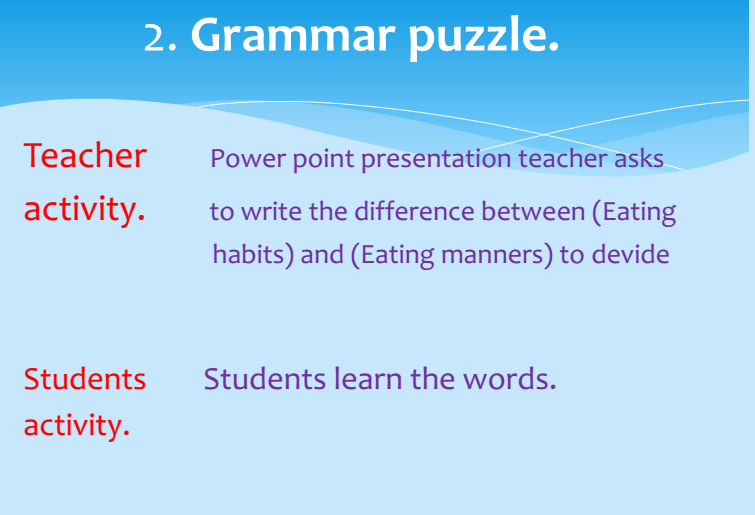 2. Grammar puzzle.
Teacher Power point presentation teacher asks
activity. to write the difference between (Eating
habits) and (Eating manners) to devide
Students Students learn the words.
activity.